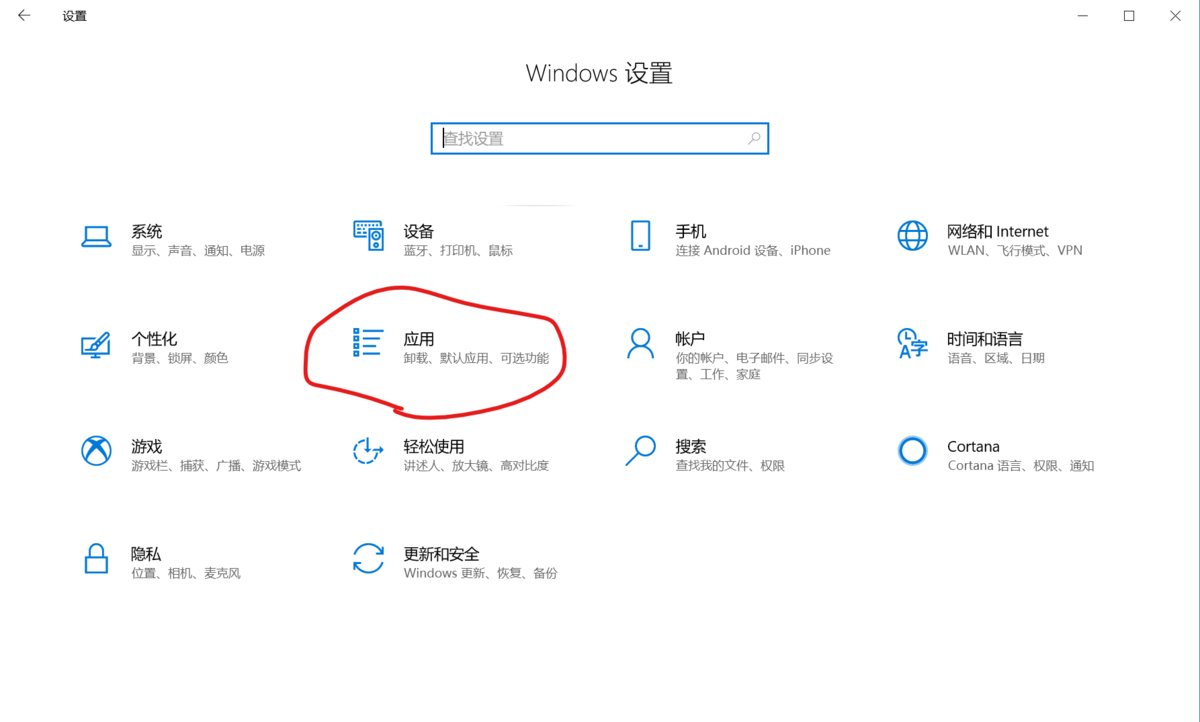 设置
Windows 设置
查找设置
系统
显示、声音、通知、电源
设备
蓝牙、打印机、鼠标
手机
连接 Android 设备、iPhone
网络和 Internet
WLAN、飞行模式、VPN
个性化
背景、锁屏、颜色
应用
卸载、默认应用、可选功能
帐户
你的帐户、电子邮件、同步设
置、工作、家庭
时间和语言
语音、区域、日期
游戏
游戏栏、捕获、广播、游戏模式
轻松使用
讲述人、放大镜、高对比度
搜索
查找我的文件、权限
Cortana
Cortana 语言、权限、通知
隐私
位置、相机、麦克风
更新和安全
Windows 更新、恢复、备份